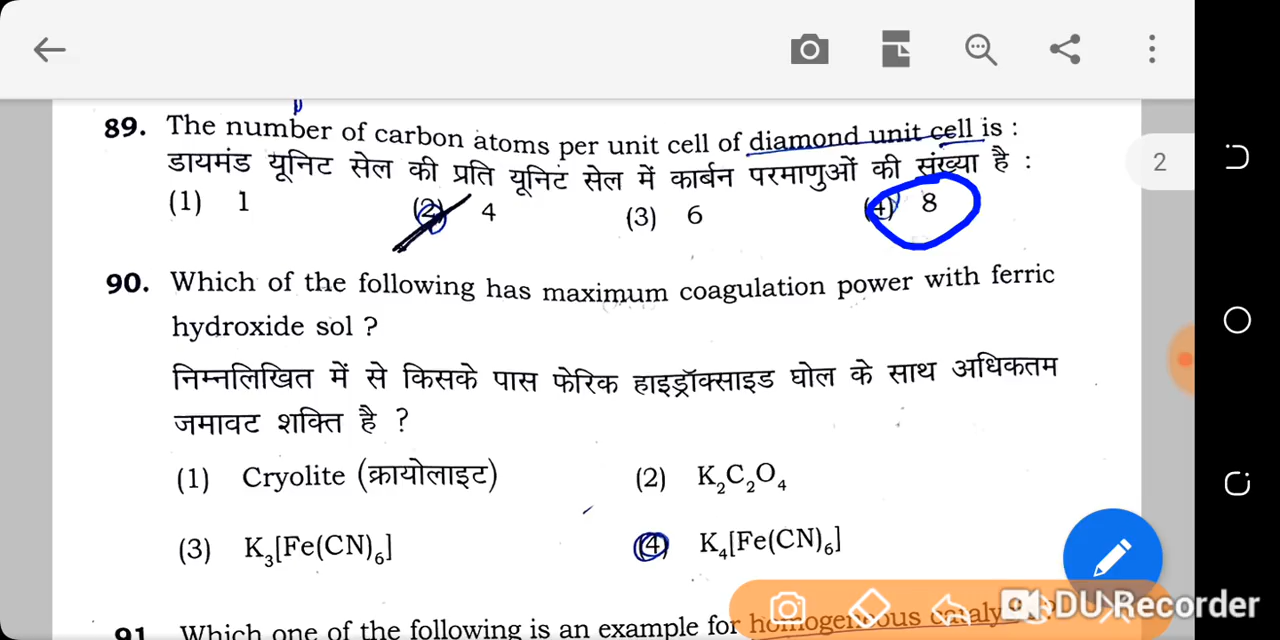 2
89. The number of carbon atoms per unit cell of diamond unit cell is :
डायमंड यूनिट सेल की प्रति यूनिट सेल में कार्बन परमाणुओं की संख्या है :
(1) 1 (2) 4 (3) 6 (4) 8
90. Which of the following has maximum coagulation power with ferric
hydroxide sol ?
निम्नलिखित में से किसके पास फेरिक हाइड्रॉक्साइड घोल के साथ अधिकतम
जमावट शक्ति है ?
(1) Cryolite (क्रायोलाइट) (2) K₂C₂O₄
(3) K₃[Fe(CN)₆] (4) K₄[Fe(CN)₆]
91. Which one of the following is an example for homogeneous catalysis ?
DU Recorder